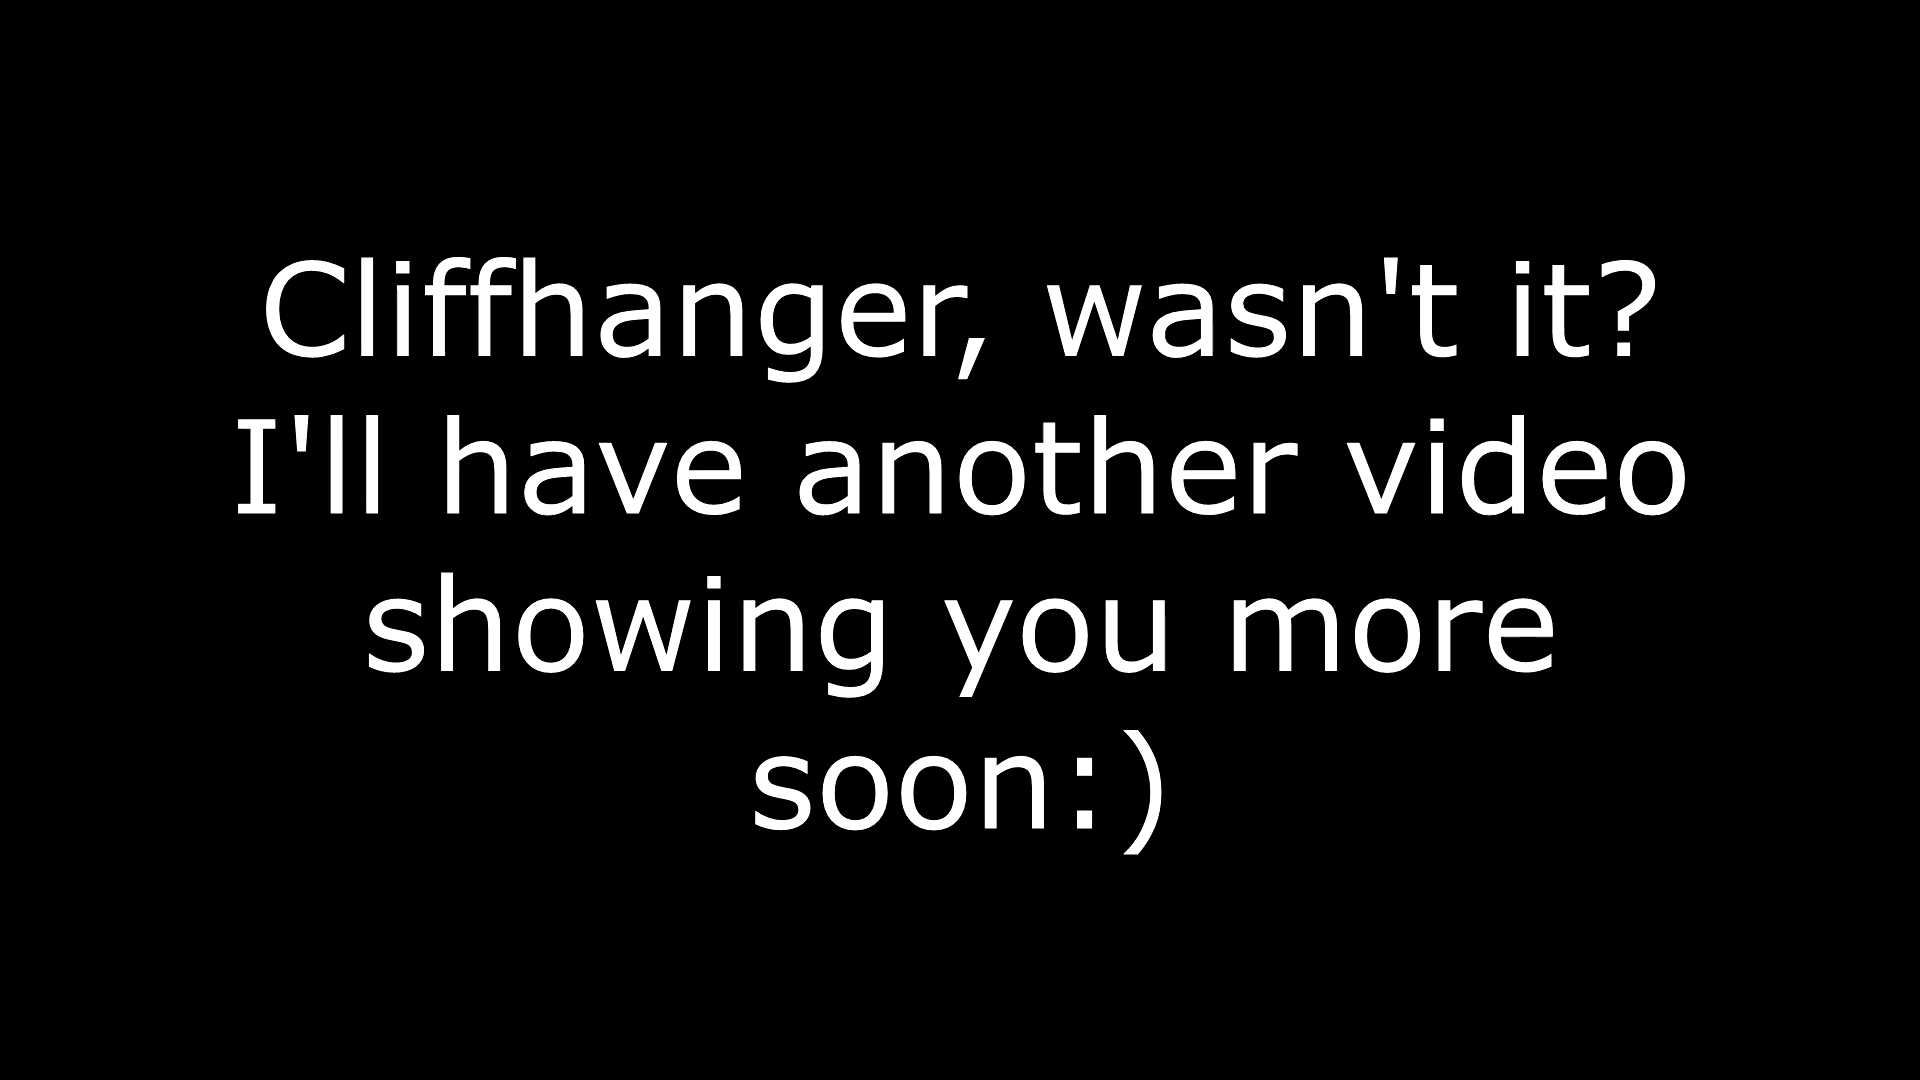 Cliffhanger, wasn't it?
I'll have another video
showing you more
soon:)